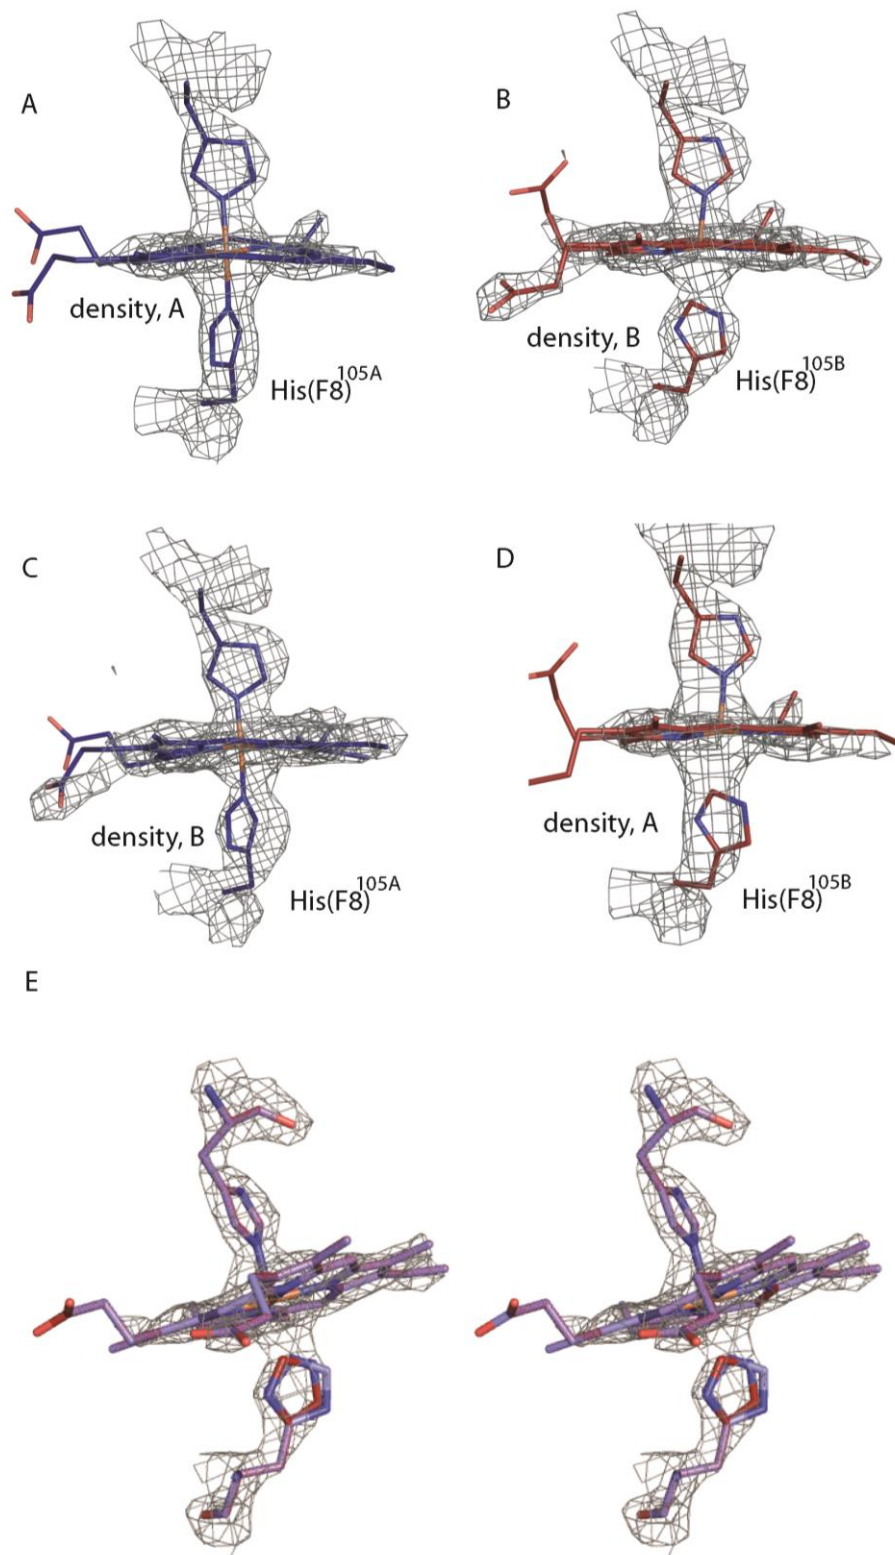 A
B
density, A
density, B
His(F8)105A
His(F8)105B
C
D
density, B
density, A
His(F8)105A
His(F8)105B
E